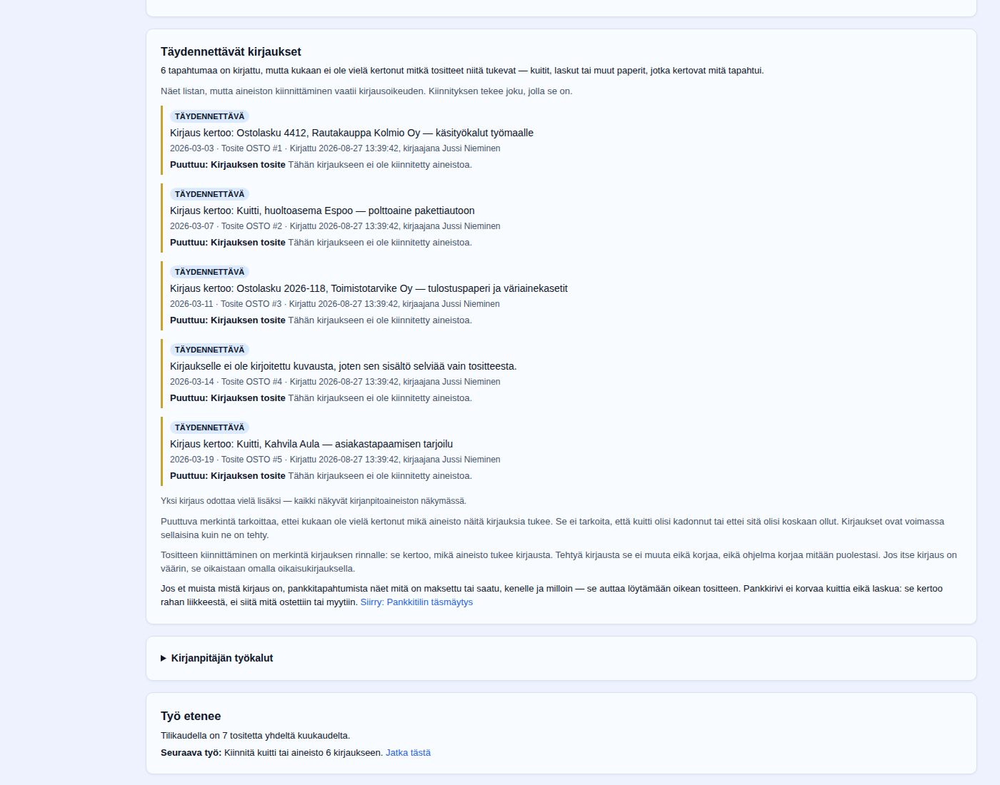 Täydennettävät kirjaukset
6 tapahtumaa on kirjattu, mutta kukaan ei ole vielä kertonut mitkä tositteet niitä tukevat — kuitit, laskut tai muut paperit, jotka kertovat mitä tapahtui.
Näet listan, mutta aineiston kiinnittäminen vaatii kirjausoikeuden. Kiinnityksen tekee joku, jolla se on.
TÄYDENNETTÄVÄ
Kirjaus kertoo: Ostolasku 4412, Rautakauppa Kolmio Oy — käsityökalut työmaalle
2026-03-03 · Tosite OSTO #1 · Kirjattu 2026-08-27 13:39:42, kirjaajana Jussi Nieminen
Puuttuu: Kirjauksen tosite Tähän kirjaukseen ei ole kiinnitetty aineistoa.
TÄYDENNETTÄVÄ
Kirjaus kertoo: Kuitti, huoltoasema Espoo — polttoaine pakettiautoon
2026-03-07 · Tosite OSTO #2 · Kirjattu 2026-08-27 13:39:42, kirjaajana Jussi Nieminen
Puuttuu: Kirjauksen tosite Tähän kirjaukseen ei ole kiinnitetty aineistoa.
TÄYDENNETTÄVÄ
Kirjaus kertoo: Ostolasku 2026-118, Toimistotarvike Oy — tulostuspaperi ja väriainekasetit
2026-03-11 · Tosite OSTO #3 · Kirjattu 2026-08-27 13:39:42, kirjaajana Jussi Nieminen
Puuttuu: Kirjauksen tosite Tähän kirjaukseen ei ole kiinnitetty aineistoa.
TÄYDENNETTÄVÄ
Kirjaukselle ei ole kirjoitettu kuvausta, joten sen sisältö selviää vain tositteesta.
2026-03-14 · Tosite OSTO #4 · Kirjattu 2026-08-27 13:39:42, kirjaajana Jussi Nieminen
Puuttuu: Kirjauksen tosite Tähän kirjaukseen ei ole kiinnitetty aineistoa.
TÄYDENNETTÄVÄ
Kirjaus kertoo: Kuitti, Kahvila Aula — asiakastapaamisen tarjoilu
2026-03-19 · Tosite OSTO #5 · Kirjattu 2026-08-27 13:39:42, kirjaajana Jussi Nieminen
Puuttuu: Kirjauksen tosite Tähän kirjaukseen ei ole kiinnitetty aineistoa.
Yksi kirjaus odottaa vielä lisäksi — kaikki näkyvät kirjanpitoaineiston näkymässä.
Puuttuva merkintä tarkoittaa, ettei kukaan ole vielä kertonut mikä aineisto näitä kirjauksia tukee. Se ei tarkoita, että kuitti olisi kadonnut tai ettei sitä olisi koskaan ollut. Kirjaukset ovat voimassa
sellaisina kuin ne on tehty.
Tositteen kiinnittäminen on merkintä kirjauksen rinnalle: se kertoo, mikä aineisto tukee kirjausta. Tehtyä kirjausta se ei muuta eikä korjaa, eikä ohjelma korjaa mitään puolestasi. Jos itse kirjaus on
väärin, se oikaistaan omalla oikaisukirjauksella.
Jos et muista mistä kirjaus on, pankkitapahtumista näet mitä on maksettu tai saatu, kenelle ja milloin — se auttaa löytämään oikean tositteen. Pankkirivi ei korvaa kuittia eikä laskua: se kertoo
rahan liikkeestä, ei siitä mitä ostettiin tai myytiin. Siirry: Pankkitilin täsmäytys
Kirjanpitäjän työkalut
Työ etenee
Tilikaudella on 7 tositetta yhdeltä kuukaudelta.
Seuraava työ: Kiinnitä kuitti tai aineisto 6 kirjaukseen. Jatka tästä